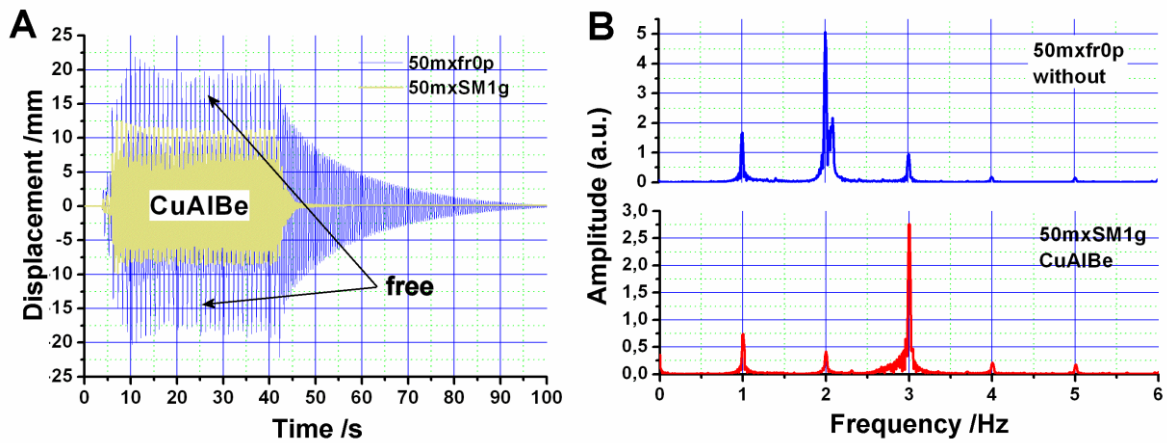 A
25
20
15
10
5
0
-5
-10
-15
-20
-25
Displacement /mm
50mxfr0p
50mxSM1g
CuAlBe
free
0 10 20 30 40 50 60 70 80 90 100
Time /s
B
5
4
3
2
1
0
50mxfr0p
without
Amplitude (a.u.)
3,0
2,5
2,0
1,5
1,0
0,5
0,0
50mxSM1g
CuAlBe
0 1 2 3 4 5 6
Frequency /Hz